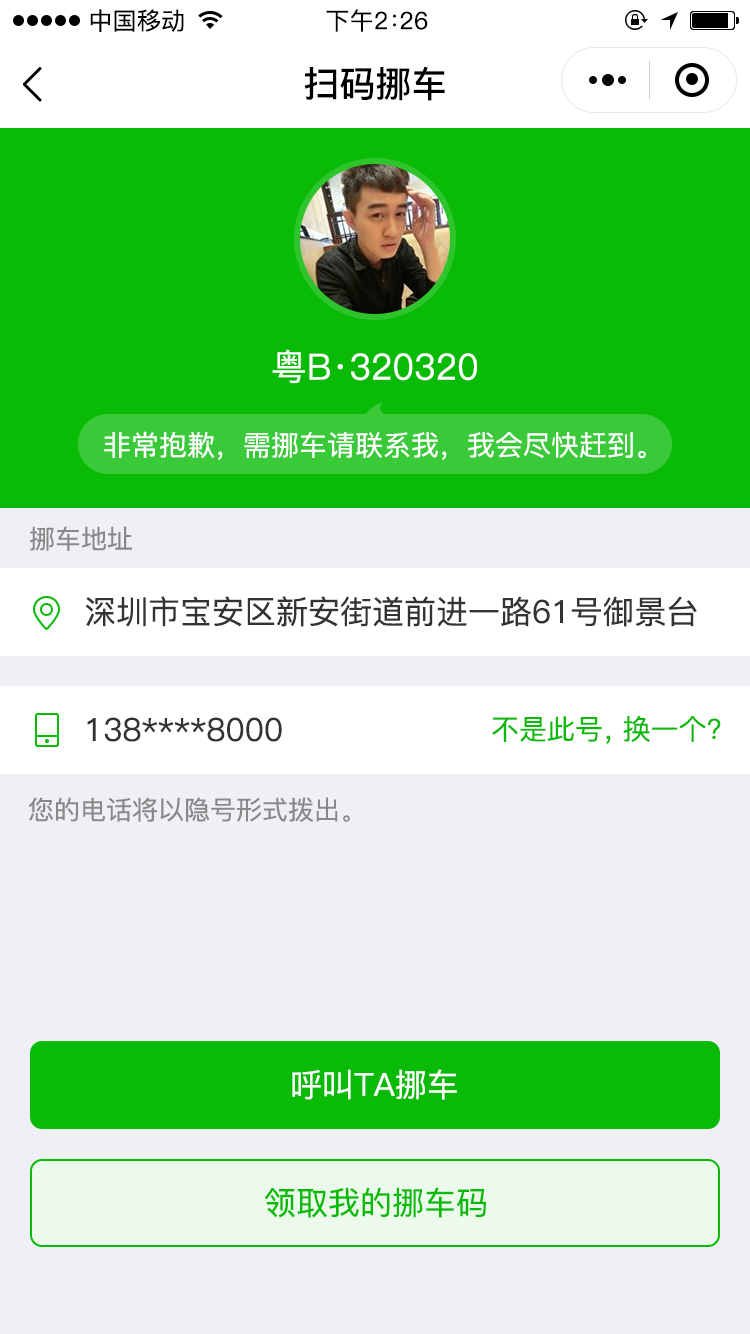 中国移动
下午2:26
扫码挪车
粤B·320320
非常抱歉，需挪车请联系我，我会尽快赶到。
挪车地址
深圳市宝安区新安街道前进一路61号御景台
138****8000
不是此号, 换一个?
您的电话将以隐号形式拨出。
呼叫TA挪车
领取我的挪车码